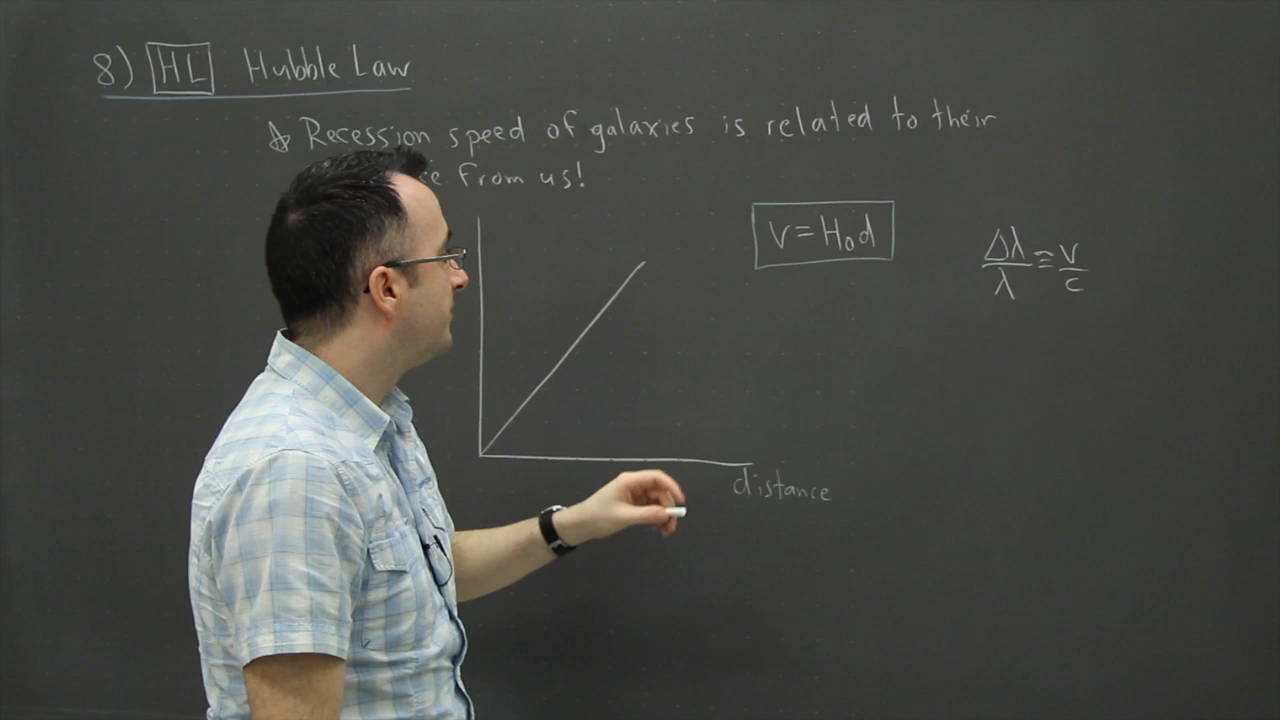 8) HL Hubble Law
☆ Recession speed of galaxies is related to their
from us!
v = H₀d
Δλ/λ ≅ v/c
distance